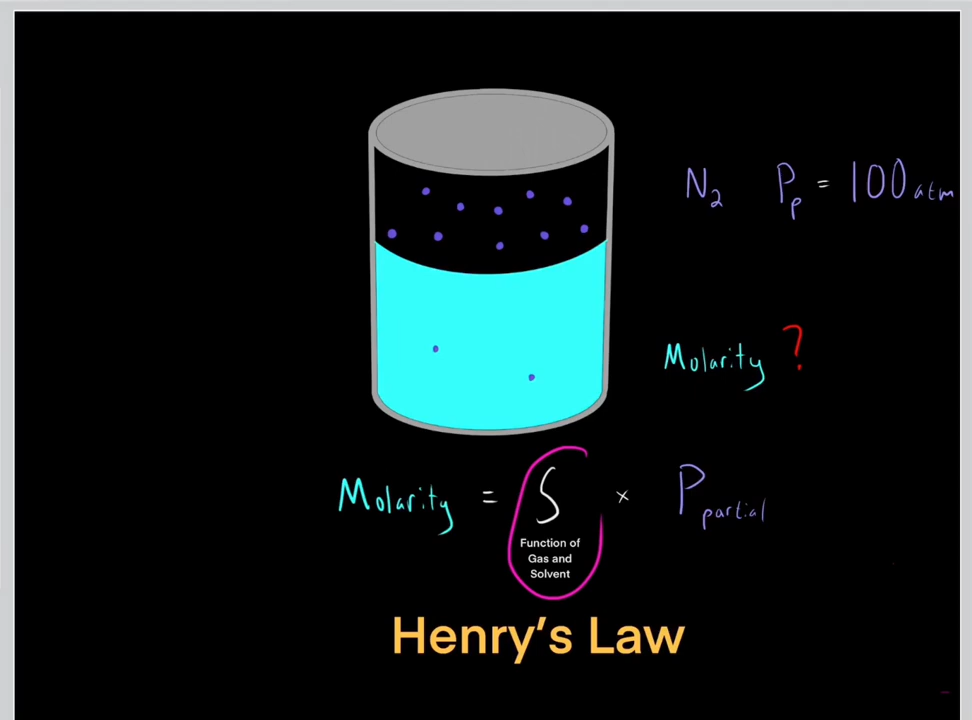 N₂ Pp = 100 atm
Molarity ?
Molarity = S × Ppartial
Function of
Gas and
Solvent
Henry's Law